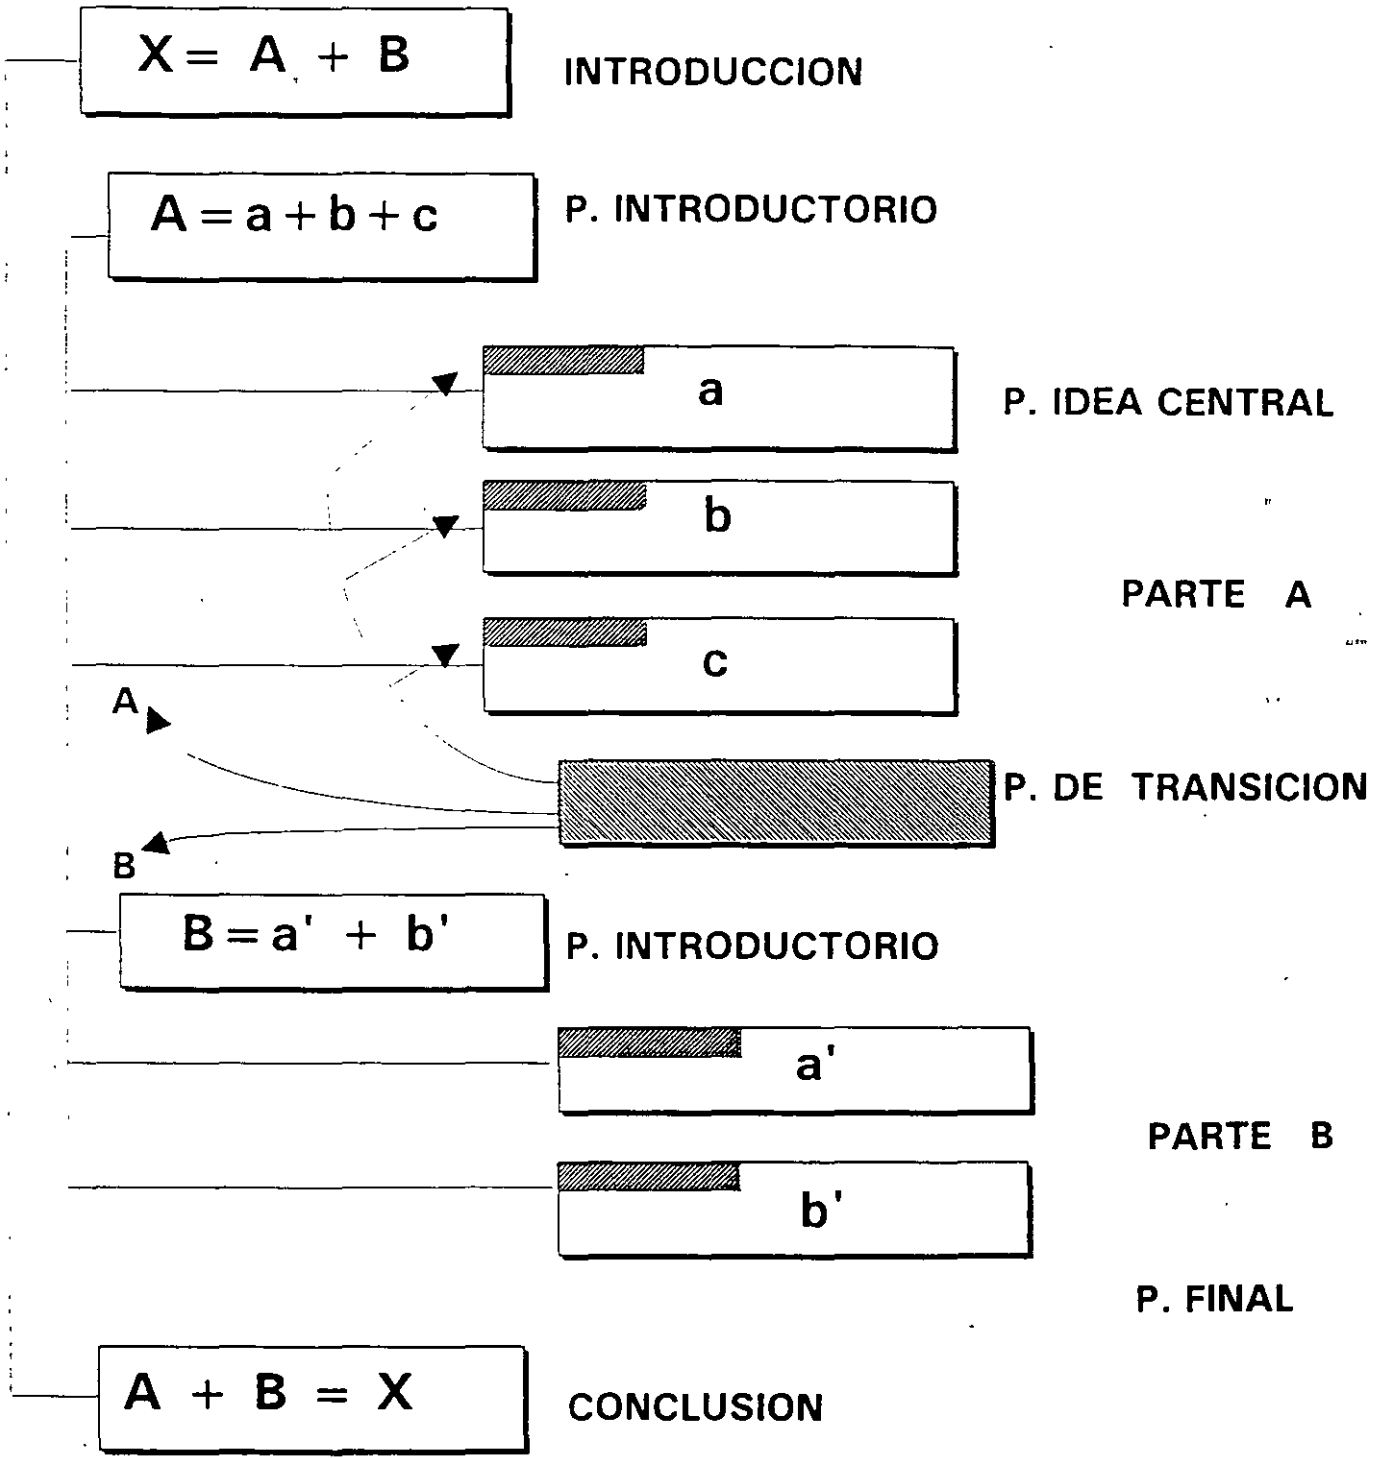 X = A + B
INTRODUCCION
A = a + b + c
P. INTRODUCTORIO
a
P. IDEA CENTRAL
b
PARTE A
c
A
P. DE TRANSICION
B
B = a' + b'
P. INTRODUCTORIO
a'
PARTE B
b'
P. FINAL
A + B = X
CONCLUSION